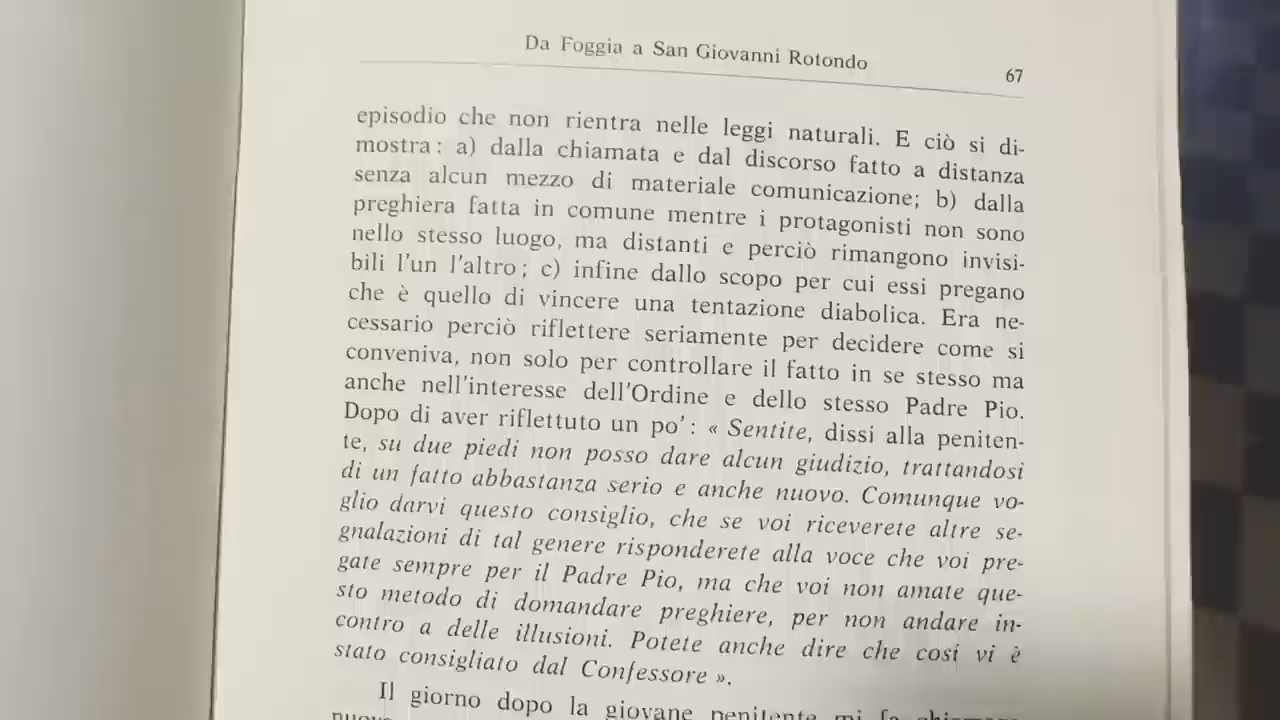 Da Foggia a San Giovanni Rotondo
67
episodio che non rientra nelle leggi naturali. E ciò si di-
mostra: a) dalla chiamata e dal discorso fatto a distanza
senza alcun mezzo di materiale comunicazione; b) dalla
preghiera fatta in comune mentre i protagonisti non sono
nello stesso luogo, ma distanti e perciò rimangono invisi-
bili l'un l'altro; c) infine dallo scopo per cui essi pregano
che è quello di vincere una tentazione diabolica. Era ne-
cessario perciò riflettere seriamente per decidere come si
conveniva, non solo per controllare il fatto in se stesso ma
anche nell'interesse dell'Ordine e dello stesso Padre Pio.
Dopo di aver riflettuto un po': « Sentite, dissi alla peniten-
te, su due piedi non posso dare alcun giudizio, trattandosi
di un fatto abbastanza serio e anche nuovo. Comunque vo-
glio darvi questo consiglio, che se voi riceverete altre se-
gnalazioni di tal genere risponderete alla voce che voi pre-
gate sempre per il Padre Pio, ma che voi non amate que-
sto metodo di domandare preghiere, per non andare in-
contro a delle illusioni. Potete anche dire che così vi è
stato consigliato dal Confessore ».
Il giorno dopo la giovane penitente mi fa